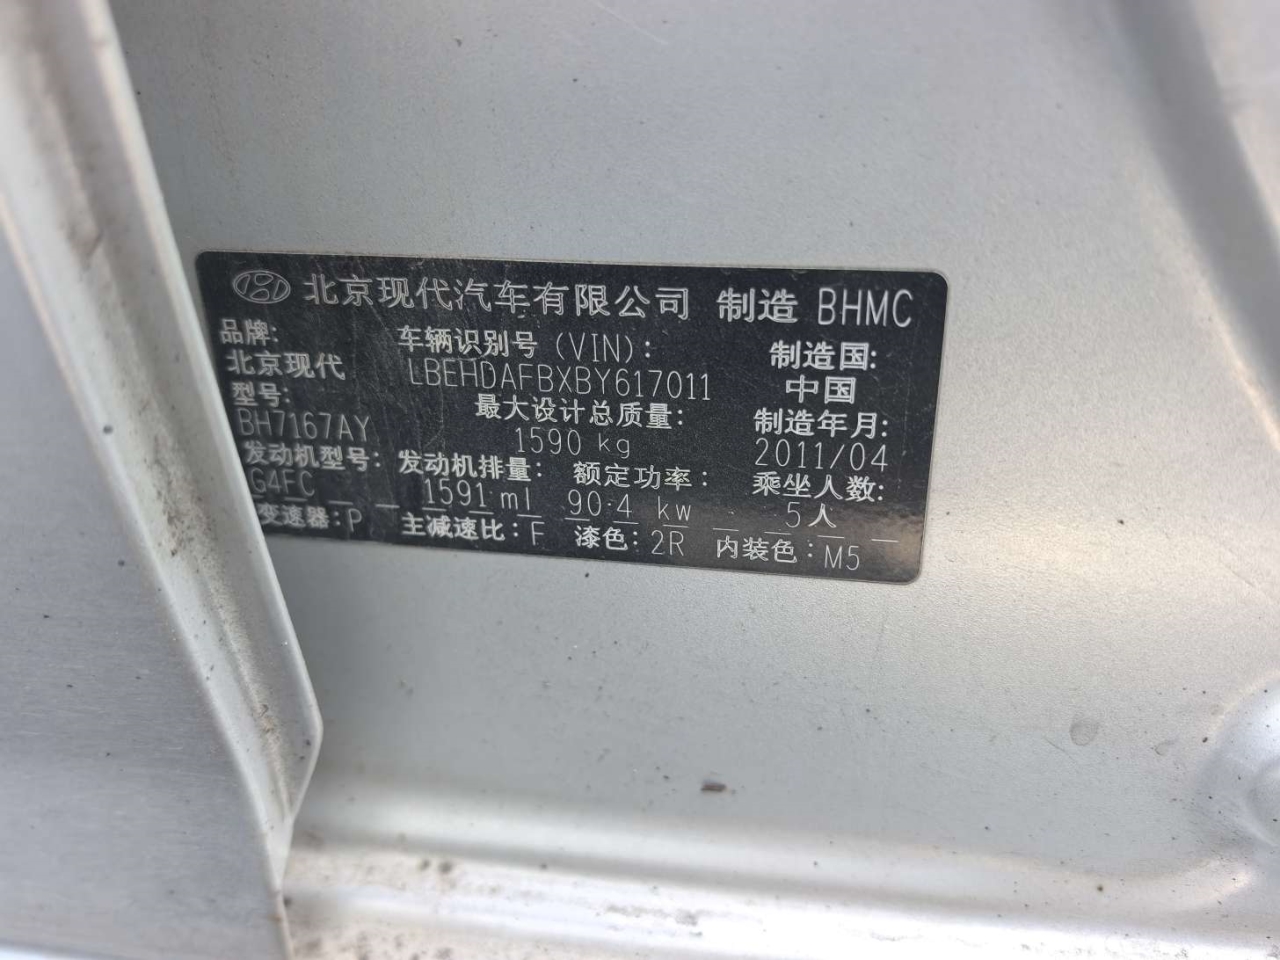 北京现代汽车有限公司 制造 BHMC
品牌: 车辆识别号(VIN): 制造国:
北京现代 LBEHDAFBXBY617011 中国
型号: 最大设计总质量: 制造年月:
BH7167AY 1590 kg 2011/04
发动机型号: 发动机排量: 额定功率: 乘坐人数:
G4FC 1591 ml 90.4 kw 5人
变速器:P 主减速比:F 漆色:2R 内装色:M5